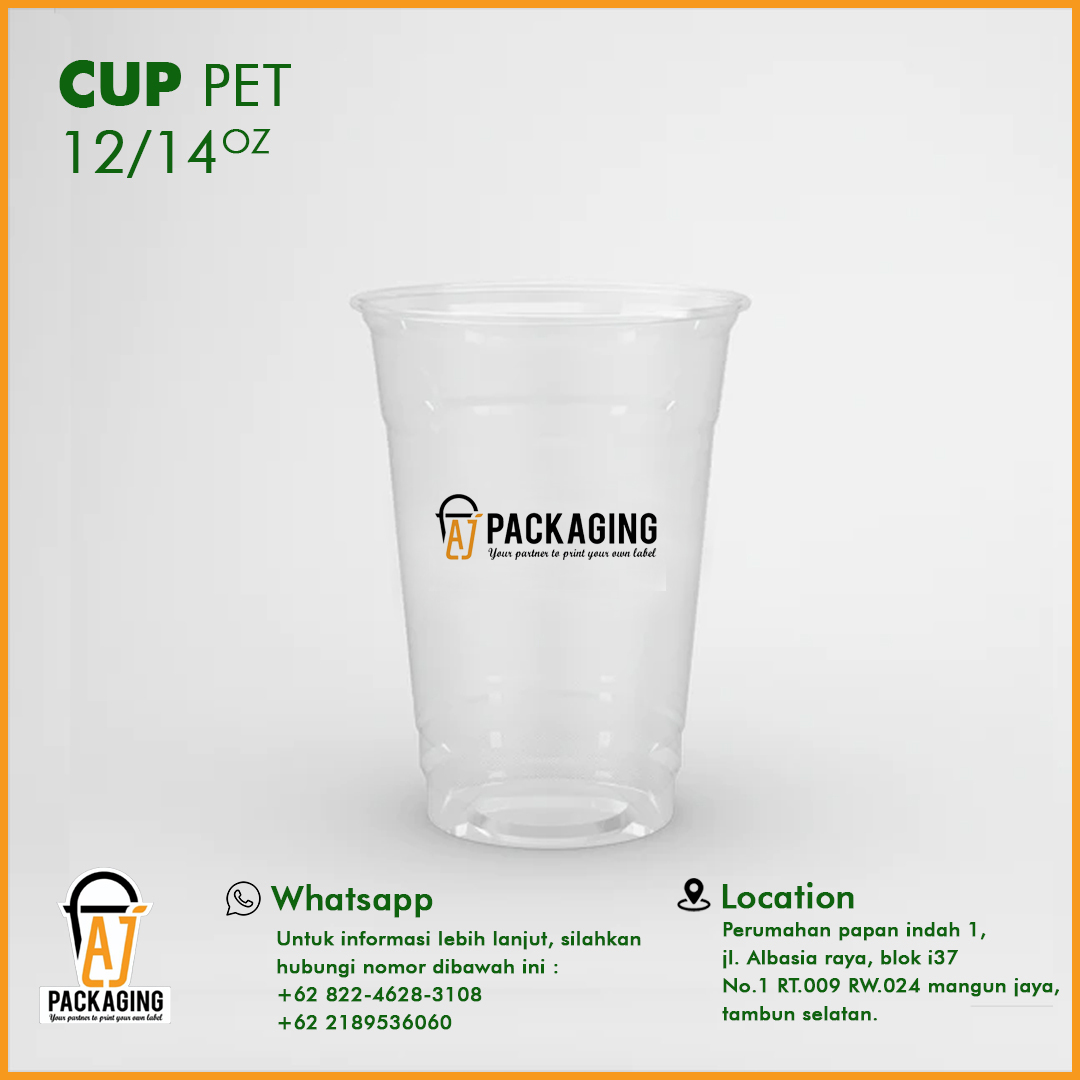 CUP PET
12/14OZ
AJ PACKAGING
Your partner to print your own label
Whatsapp
Untuk informasi lebih lanjut, silahkan
hubungi nomor dibawah ini :
+62 822-4628-3108
+62 2189536060
Location
Perumahan papan indah 1,
jl. Albasia raya, blok i37
No.1 RT.009 RW.024 mangun jaya,
tambun selatan.
AJ
PACKAGING
Your partner to print your own label